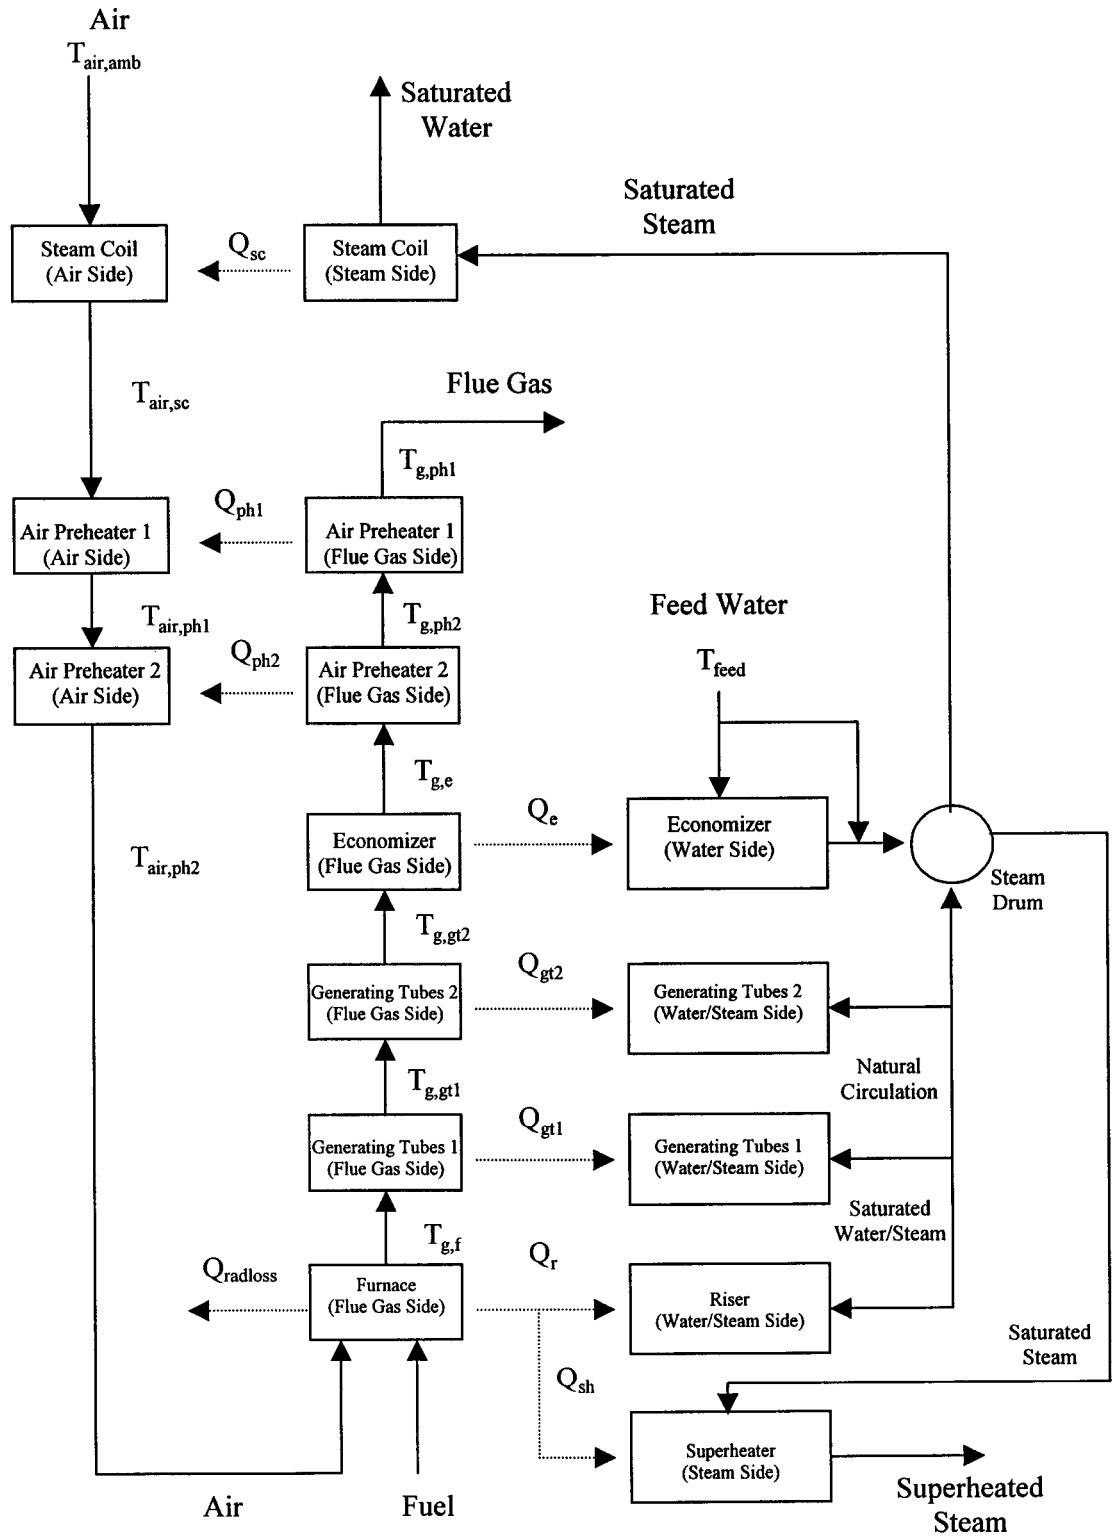 Air
T_air,amb
Saturated
Water
Saturated
Steam
Steam Coil
(Air Side)
Q_sc
Steam Coil
(Steam Side)
T_air,sc
Flue Gas
T_g,ph1
Air Preheater 1
(Air Side)
Q_ph1
Air Preheater 1
(Flue Gas Side)
T_air,ph1
T_g,ph2
Feed Water
T_feed
Air Preheater 2
(Air Side)
Q_ph2
Air Preheater 2
(Flue Gas Side)
T_g,e
T_air,ph2
Economizer
(Flue Gas Side)
Q_e
Economizer
(Water Side)
Steam
Drum
T_g,gt2
Generating Tubes 2
(Flue Gas Side)
Q_gt2
Generating Tubes 2
(Water/Steam Side)
T_g,gt1
Natural
Circulation
Generating Tubes 1
(Flue Gas Side)
Q_gt1
Generating Tubes 1
(Water/Steam Side)
T_g,f
Saturated
Water/Steam
Q_radloss
Furnace
(Flue Gas Side)
Q_r
Riser
(Water/Steam Side)
Saturated
Steam
Q_sh
Superheater
(Steam Side)
Air
Fuel
Superheated
Steam